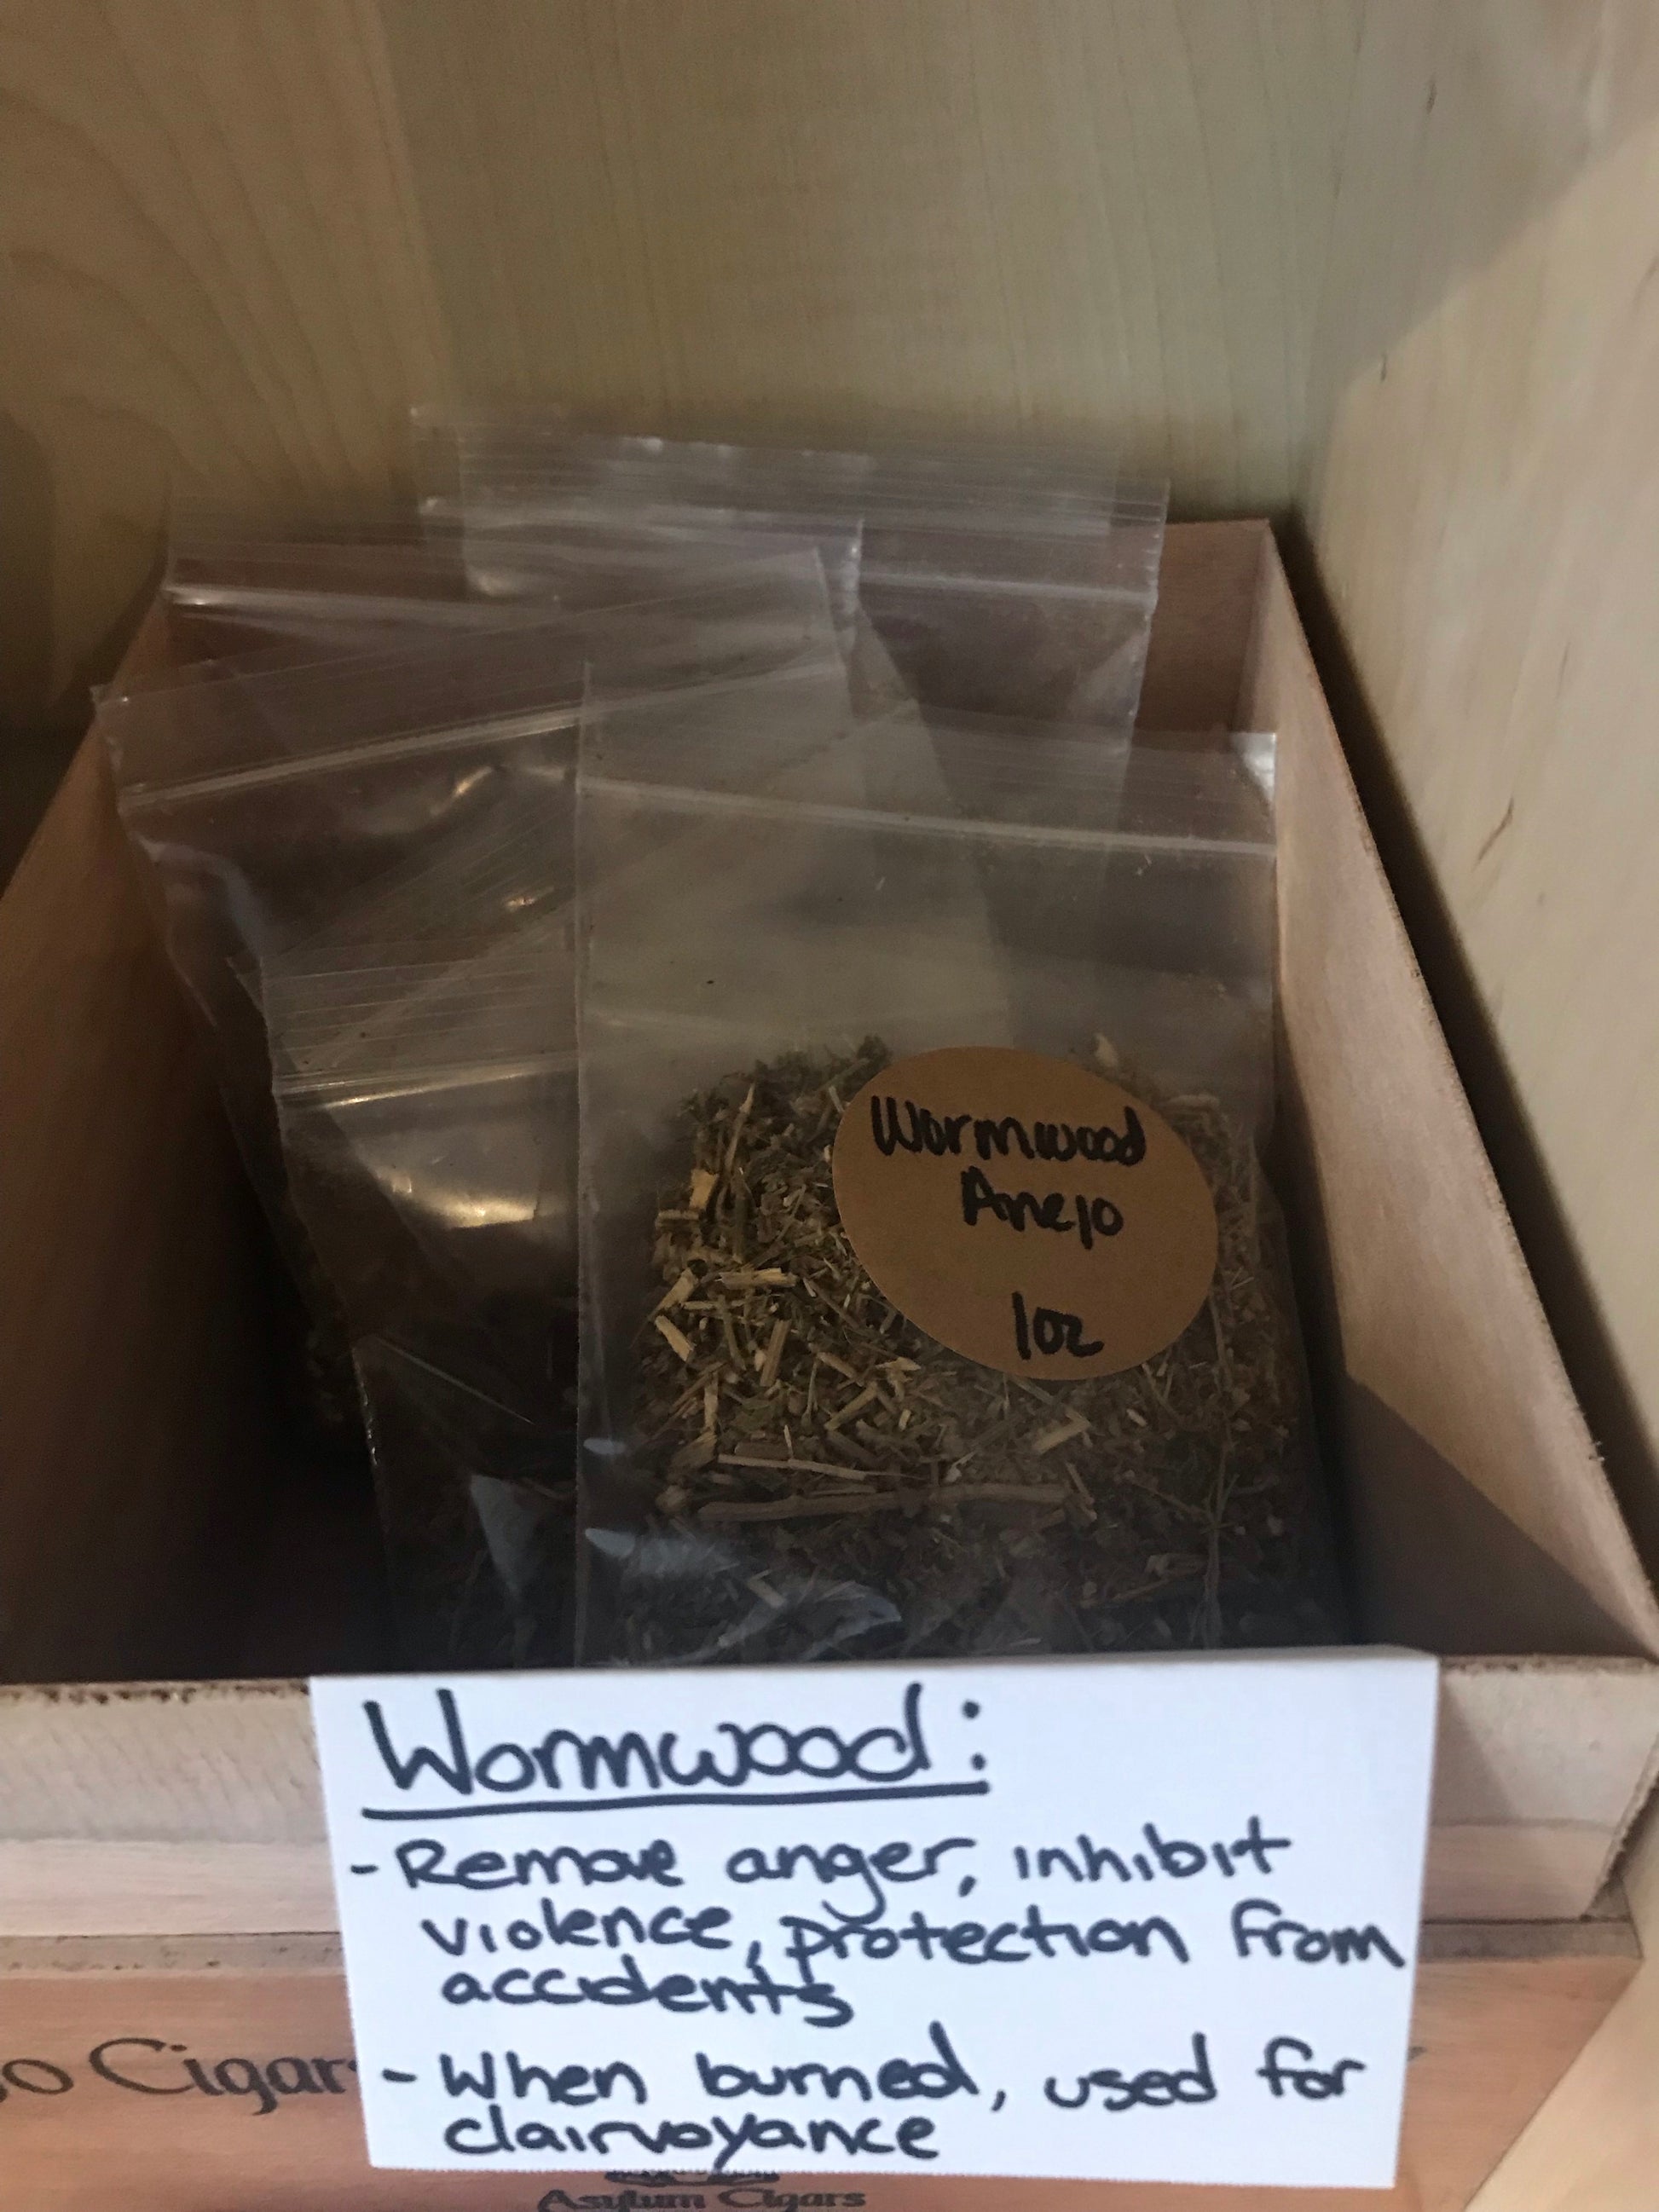 Wormwood
Anejo
1oz
Wormwood:
- Remove anger, inhibit
violence, protection from
accidents
- When burned, used for
clairvoyance
o Cigar
Asylum Cigars